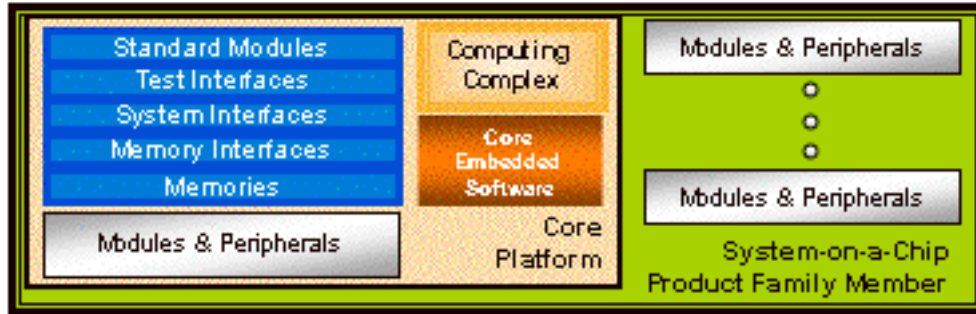 Standard Modules
Test Interfaces
System Interfaces
Memory Interfaces
Memories
Modules & Peripherals
Computing
Complex
Core
Embedded
Software
Core
Platform
Modules & Peripherals
Modules & Peripherals
System-on-a-Chip
Product Family Member